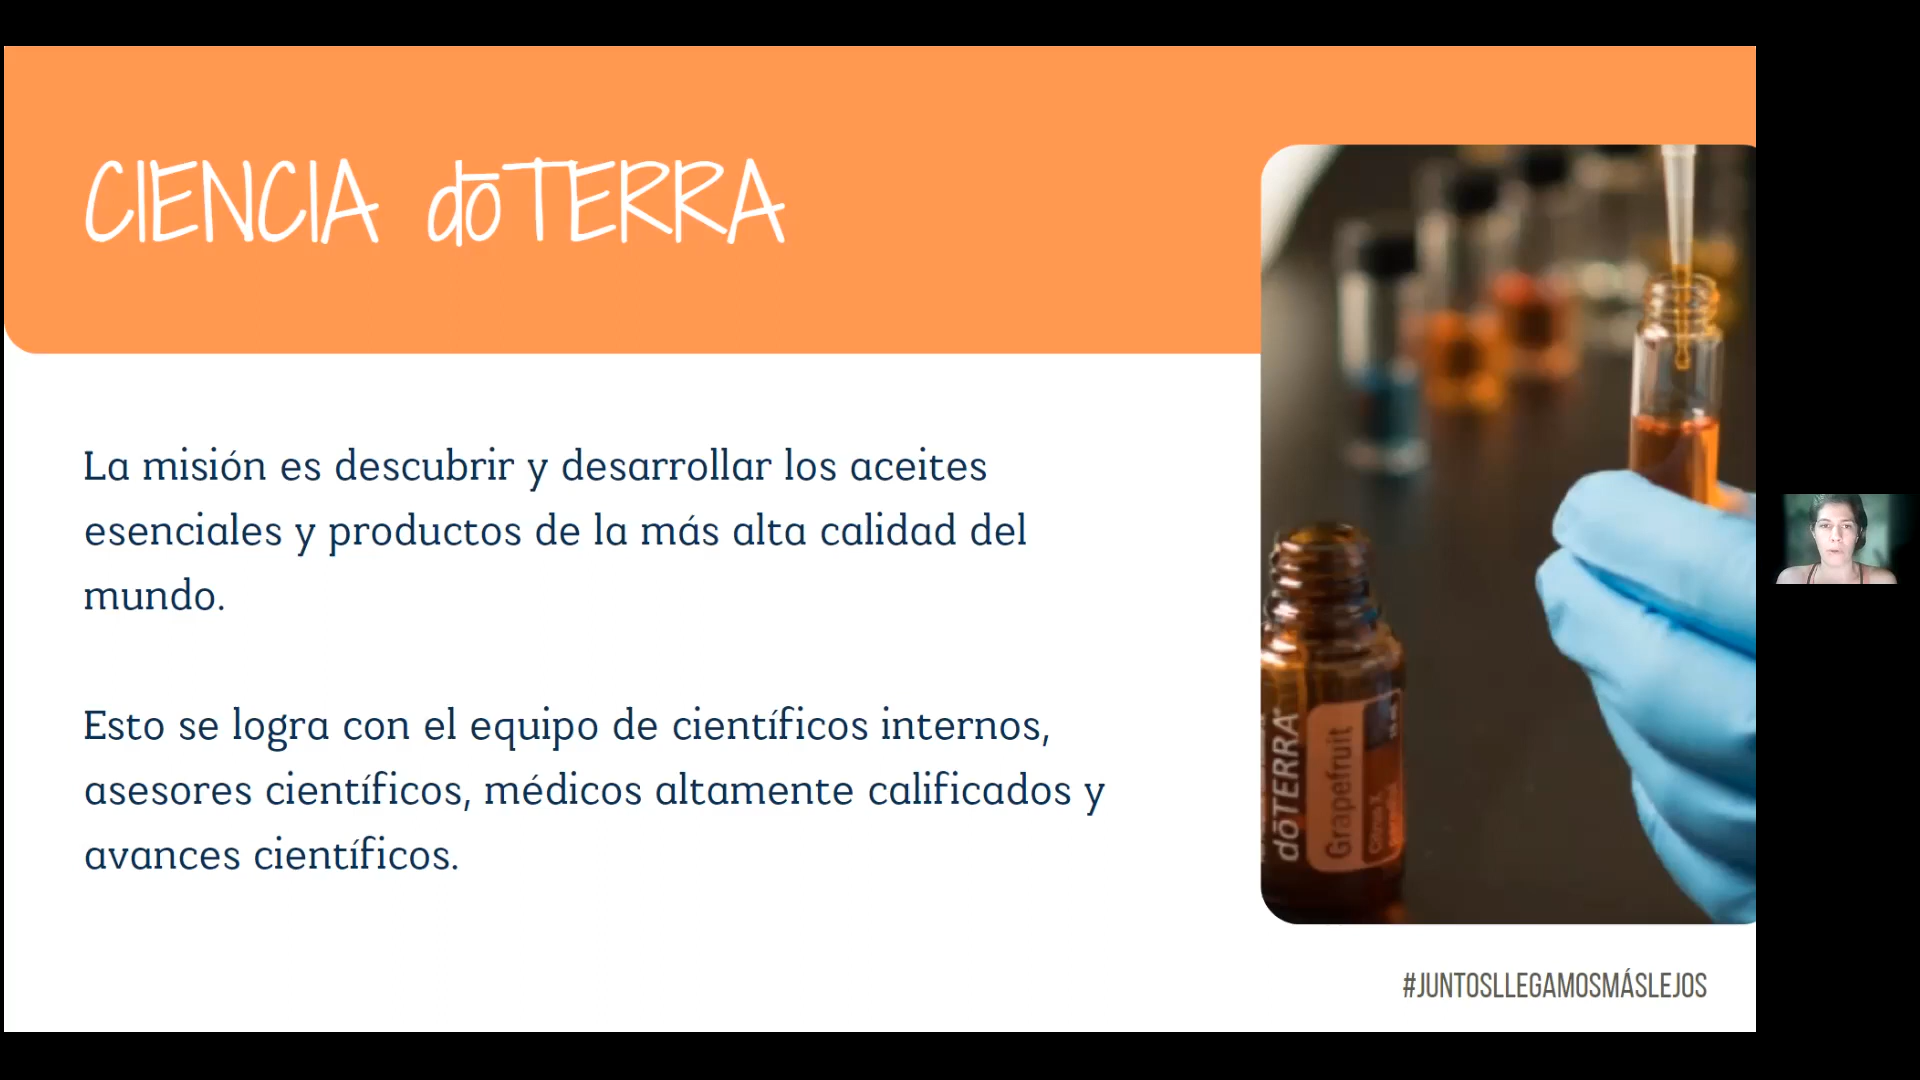 CIENCIA dōTERRA
La misión es descubrir y desarrollar los aceites
esenciales y productos de la más alta calidad del
mundo.
Esto se logra con el equipo de científicos internos,
asesores científicos, médicos altamente calificados y
avances científicos.
dōTERRA
Grapefruit
#JUNTOSLLEGAMOSMÁSLEJOS